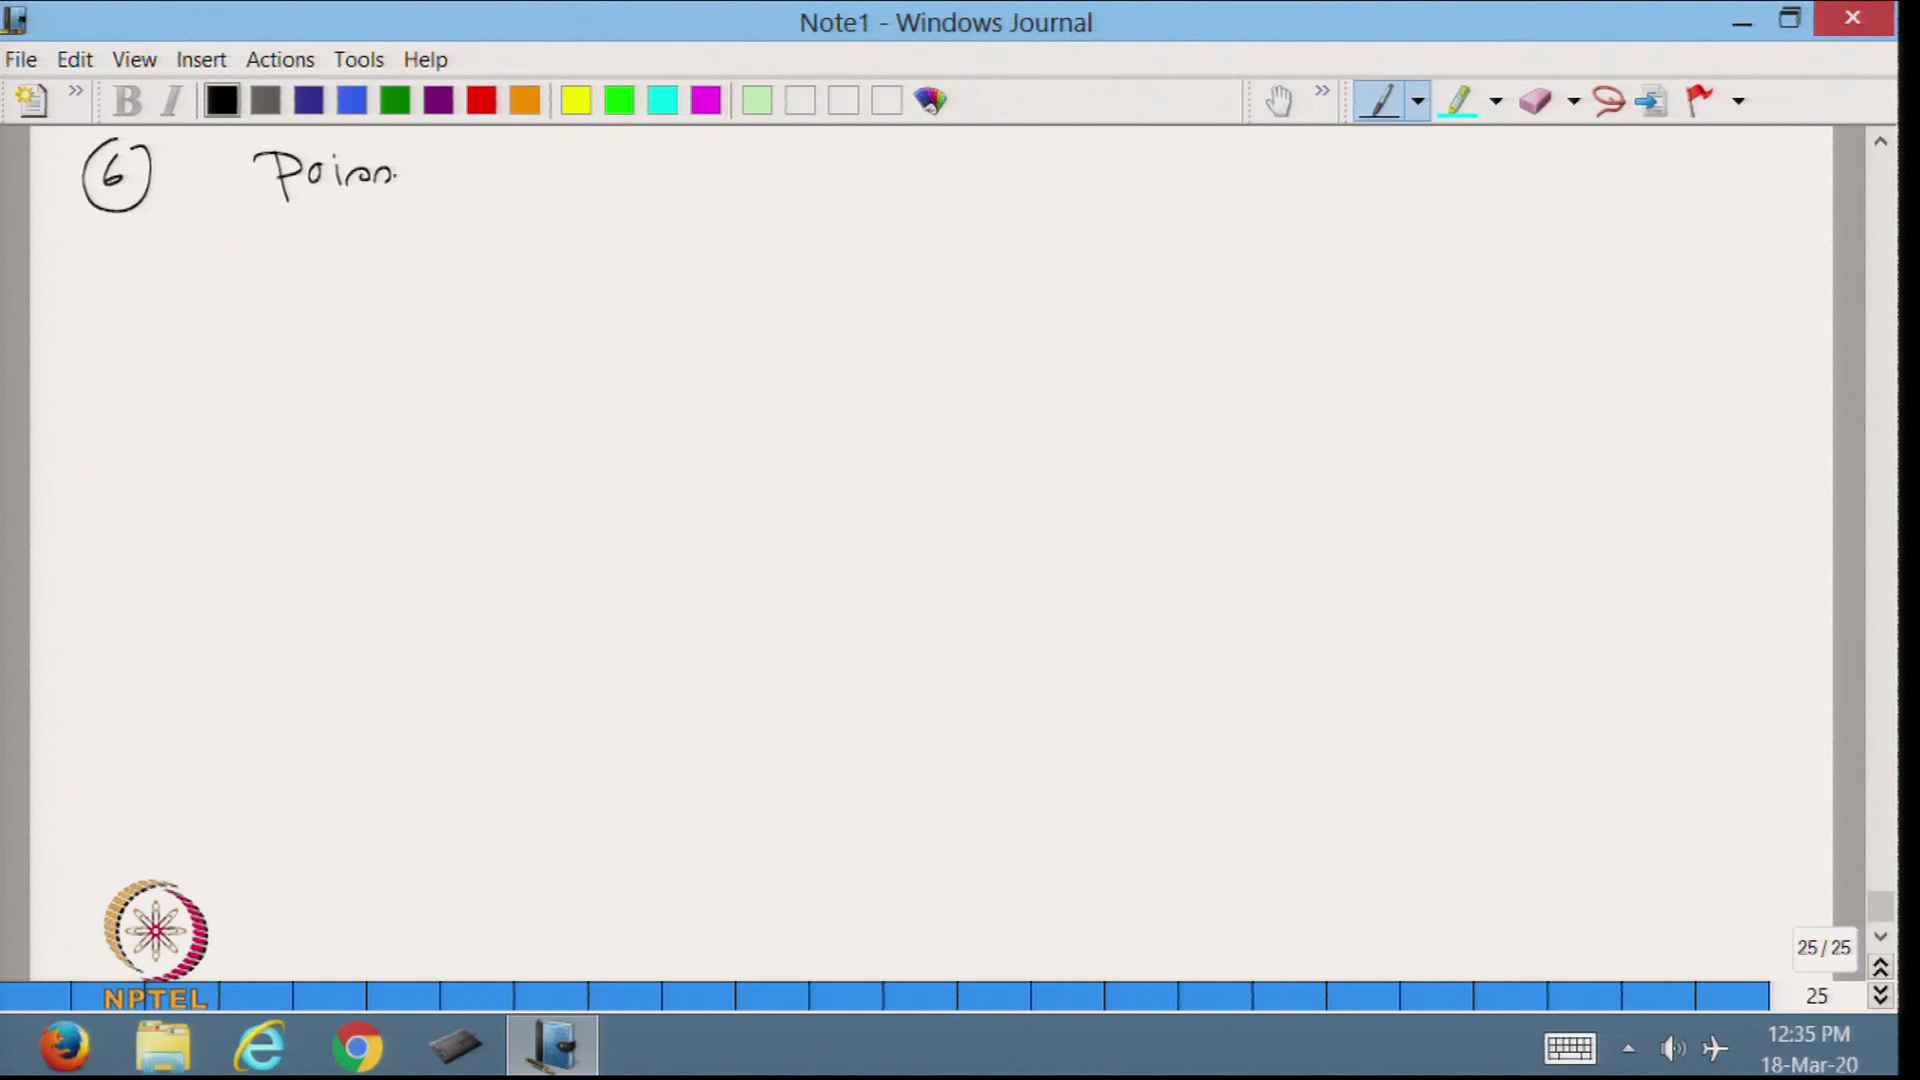 Note1 - Windows Journal
File Edit View Insert Actions Tools Help
B I
6 Poiss
25 / 25
NPTEL
25
12:35 PM
18-Mar-20